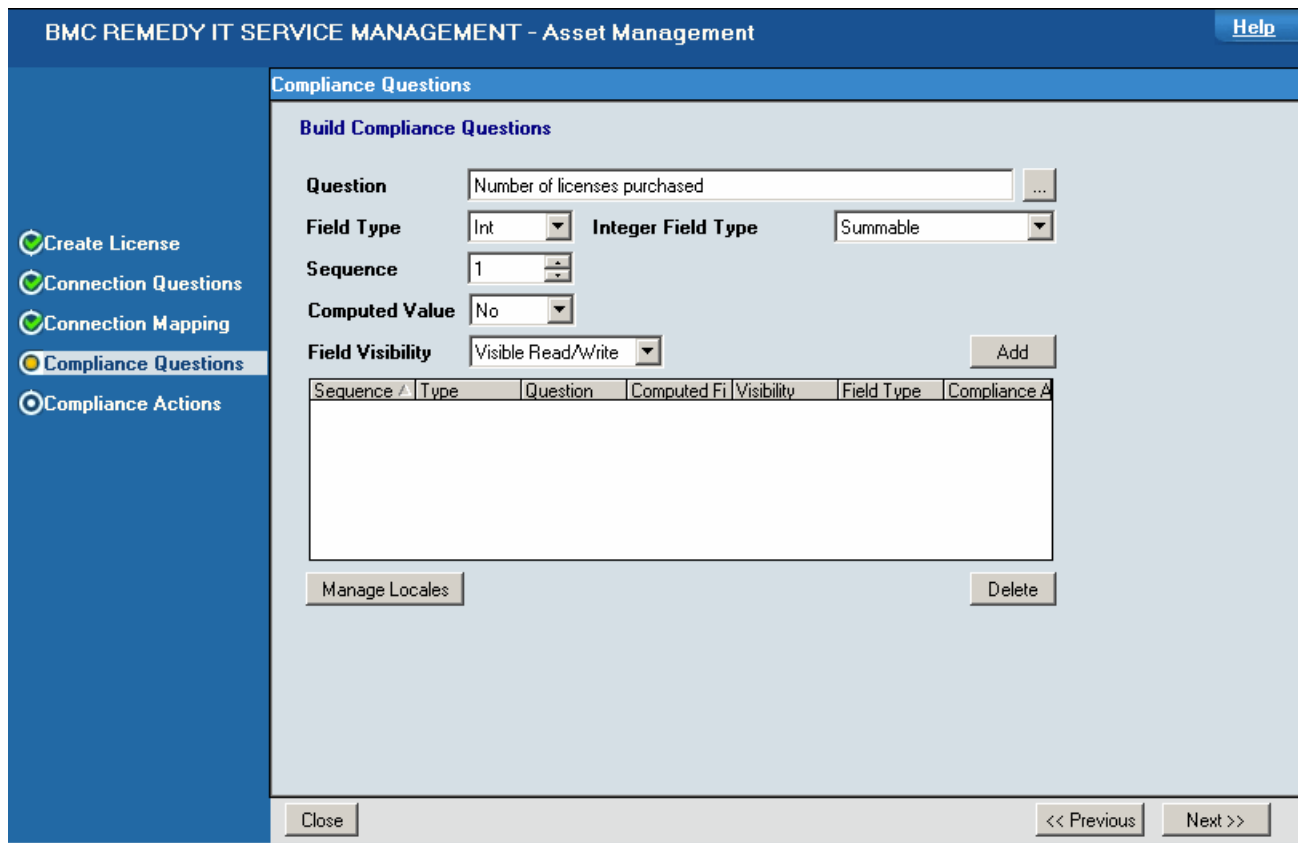 BMC REMEDY IT SERVICE MANAGEMENT - Asset Management
Help
Compliance Questions
Build Compliance Questions
Question Number of licenses purchased ...
Field Type Int Integer Field Type Summable
Sequence 1
Computed Value No
Field Visibility Visible Read/Write Add
Sequence Type Question Computed Fi Visibility Field Type Compliance A
Manage Locales Delete
Create License
Connection Questions
Connection Mapping
Compliance Questions
Compliance Actions
Close << Previous Next >>